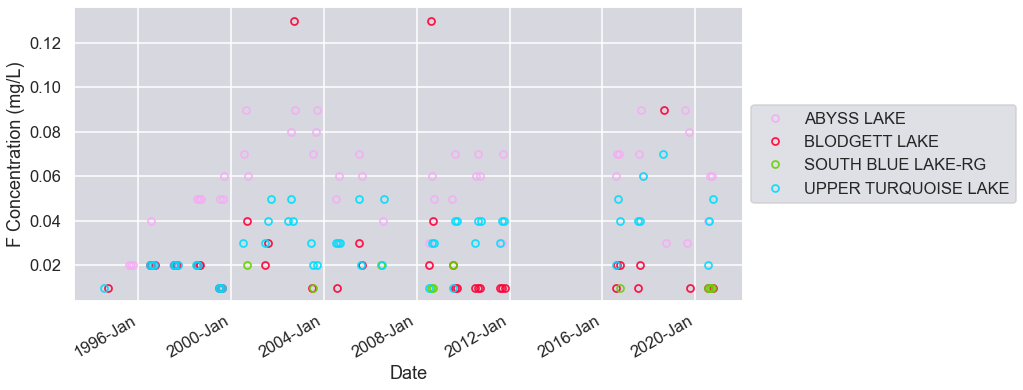 F Concentration (mg/L)
0.12
0.10
0.08
0.06
0.04
0.02
1996-Jan
2000-Jan
2004-Jan
2008-Jan
2012-Jan
2016-Jan
2020-Jan
Date
ABYSS LAKE
BLODGETT LAKE
SOUTH BLUE LAKE-RG
UPPER TURQUOISE LAKE